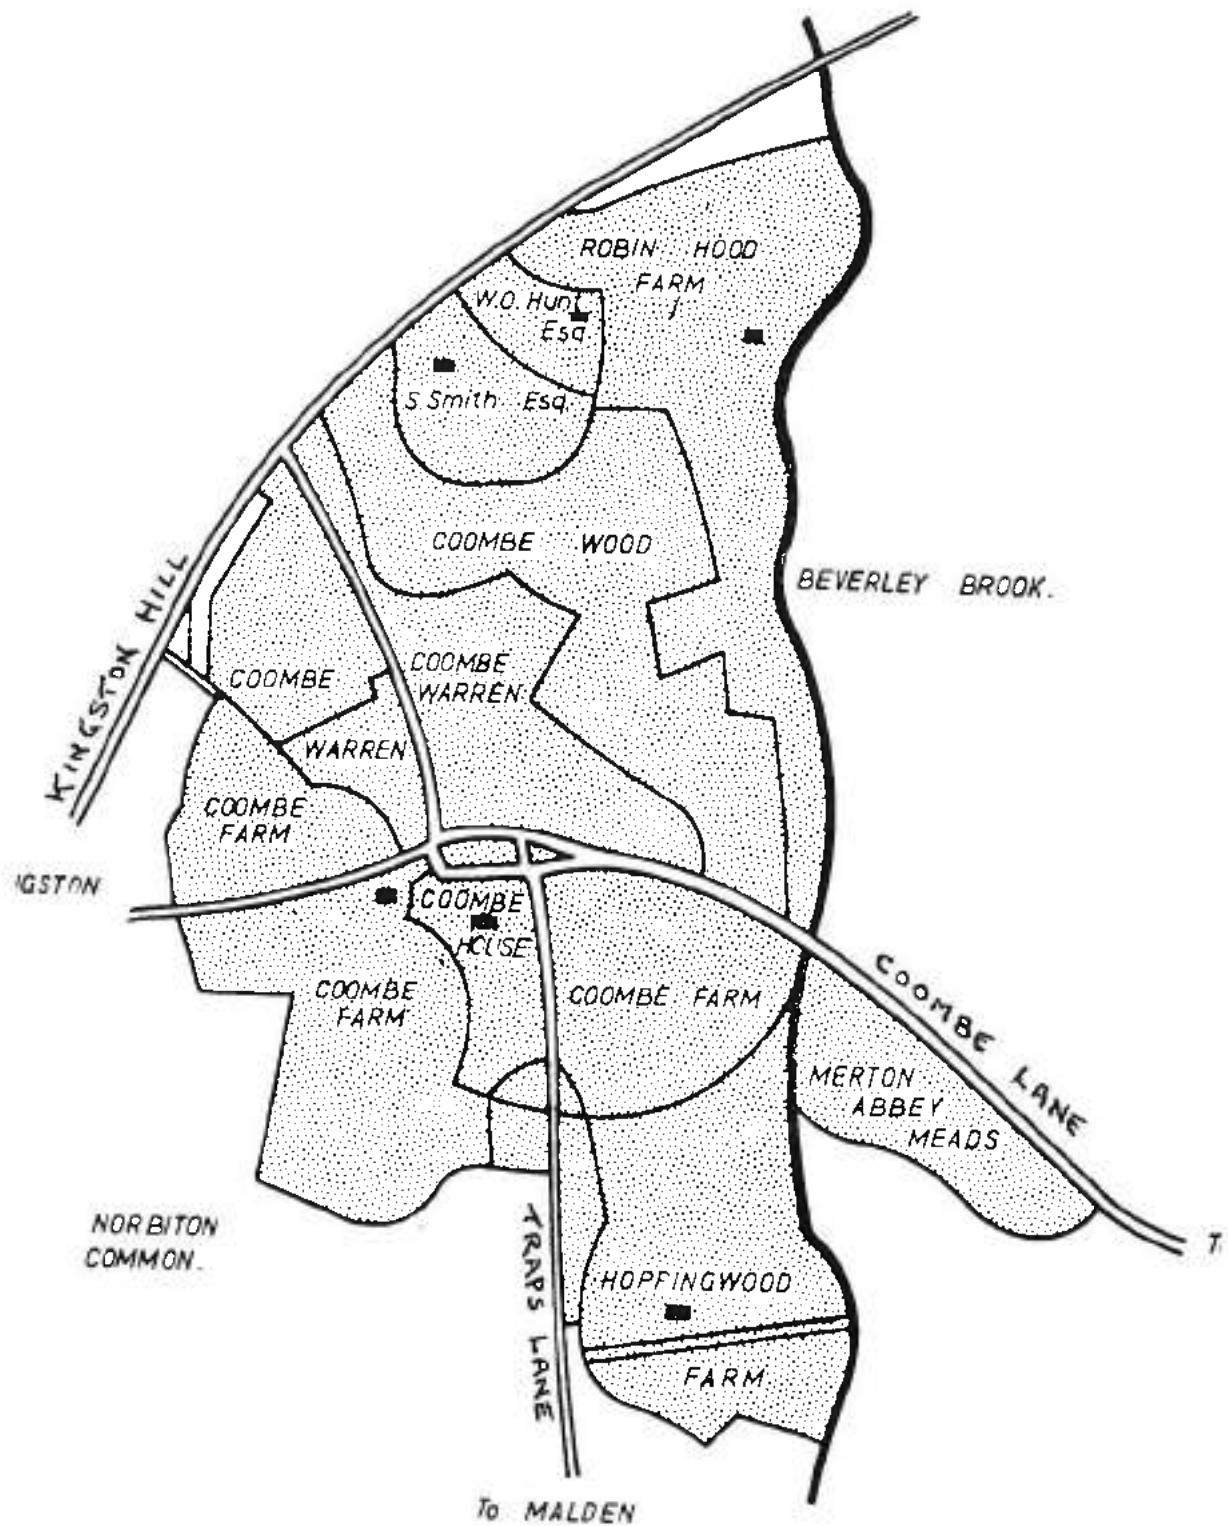 ROBIN HOOD
FARM
W.O. Hunt
Esq
S Smith Esq.
COOMBE WOOD
BEVERLEY BROOK.
KINGSTON HILL
COOMBE
WARREN
COOMBE
WARREN
COOMBE
FARM
IGSTON
COOMBE
HOUSE
COOMBE
FARM
COOMBE FARM
COOMBE LANE
MERTON
ABBEY
MEADS
NORBITON
COMMON.
TRAPS LANE
HOPPINGWOOD
FARM
To MALDEN